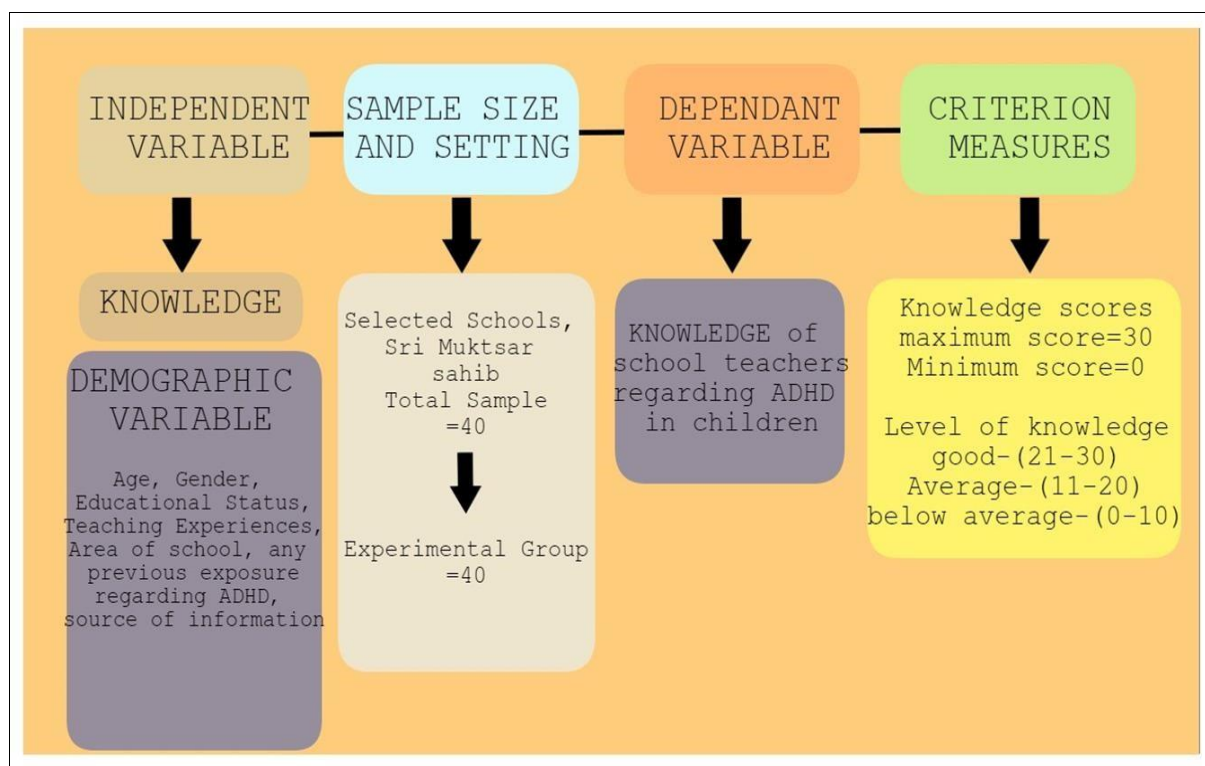 INDEPENDENT
VARIABLE
SAMPLE SIZE
AND SETTING
DEPENDANT
VARIABLE
CRITERION
MEASURES
KNOWLEDGE
DEMOGRAPHIC
VARIABLE
Age, Gender,
Educational Status,
Teaching Experiences,
Area of school, any
previous exposure
regarding ADHD,
source of information
Selected Schools,
Sri Muktsar
sahib
Total Sample
=40
Experimental Group
=40
KNOWLEDGE of
school teachers
regarding ADHD
in children
Knowledge scores
maximum score=30
Minimum score=0
Level of knowledge
good-(21-30)
Average-(11-20)
below average-(0-10)